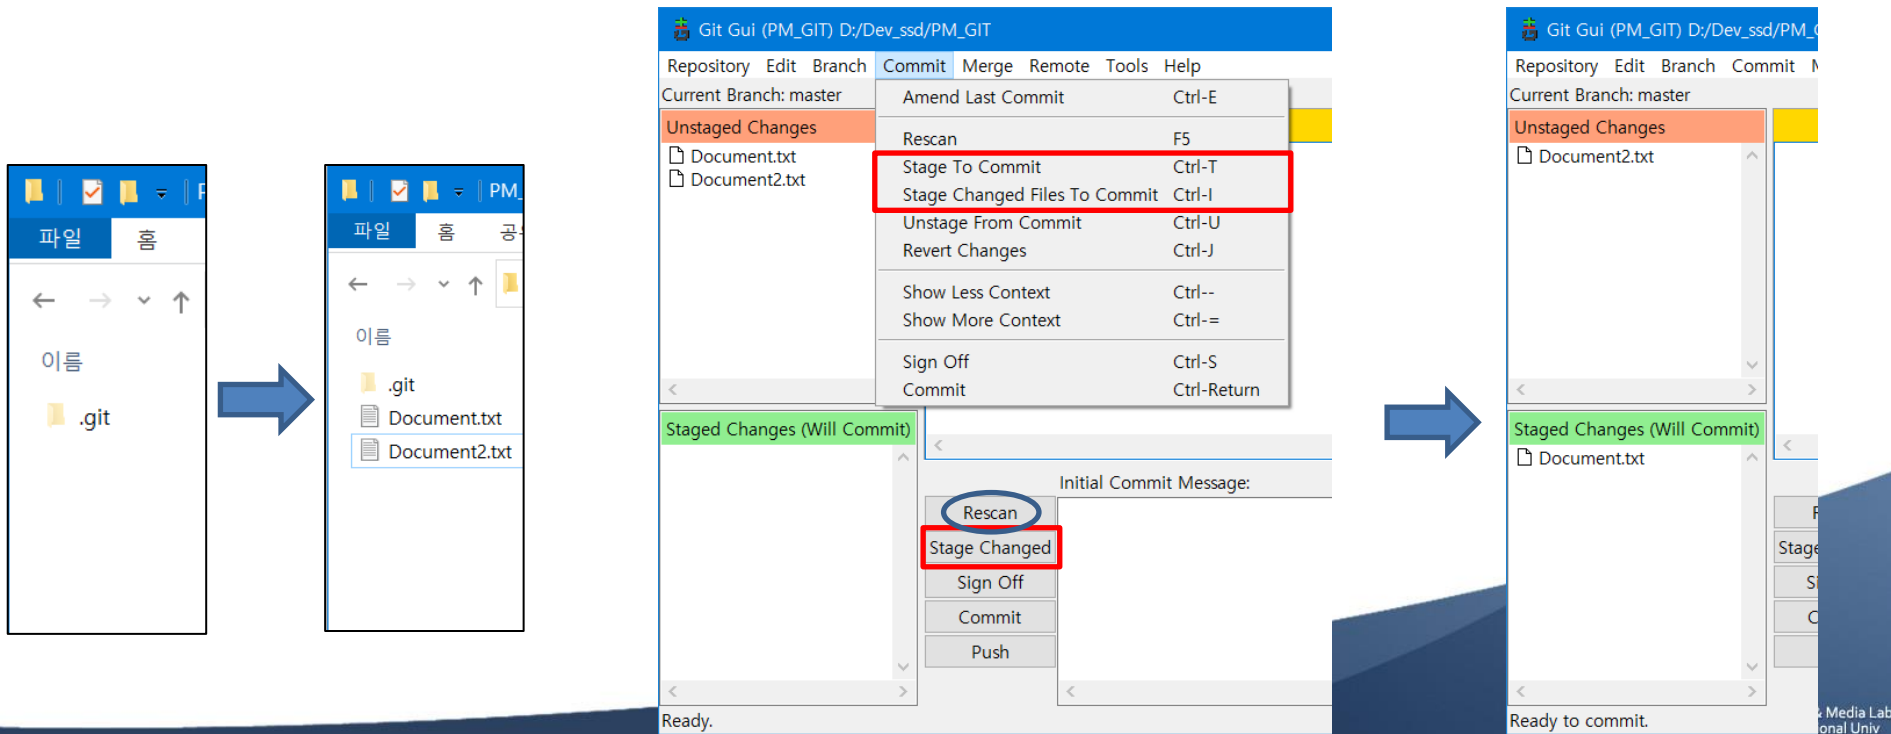 P
파일 홈
이름
.git
PM_
파일 홈 공유
이름
.git
Document.txt
Document2.txt
Git Gui (PM_GIT) D:/Dev_ssd/PM_GIT
Repository Edit Branch Commit Merge Remote Tools Help
Current Branch: master
Unstaged Changes
Document.txt
Document2.txt
Amend Last Commit Ctrl-E
Rescan F5
Stage To Commit Ctrl-T
Stage Changed Files To Commit Ctrl-I
Unstage From Commit Ctrl-U
Revert Changes Ctrl-J
Show Less Context Ctrl--
Show More Context Ctrl-=
Sign Off Ctrl-S
Commit Ctrl-Return
Staged Changes (Will Commit)
Initial Commit Message:
Rescan
Stage Changed
Sign Off
Commit
Push
Ready.
Git Gui (PM_GIT) D:/Dev_ssd/PM_
Repository Edit Branch Commit
Current Branch: master
Unstaged Changes
Document2.txt
Staged Changes (Will Commit)
Document.txt
Stage
Ready to commit.
& Media Lab
ional Univ